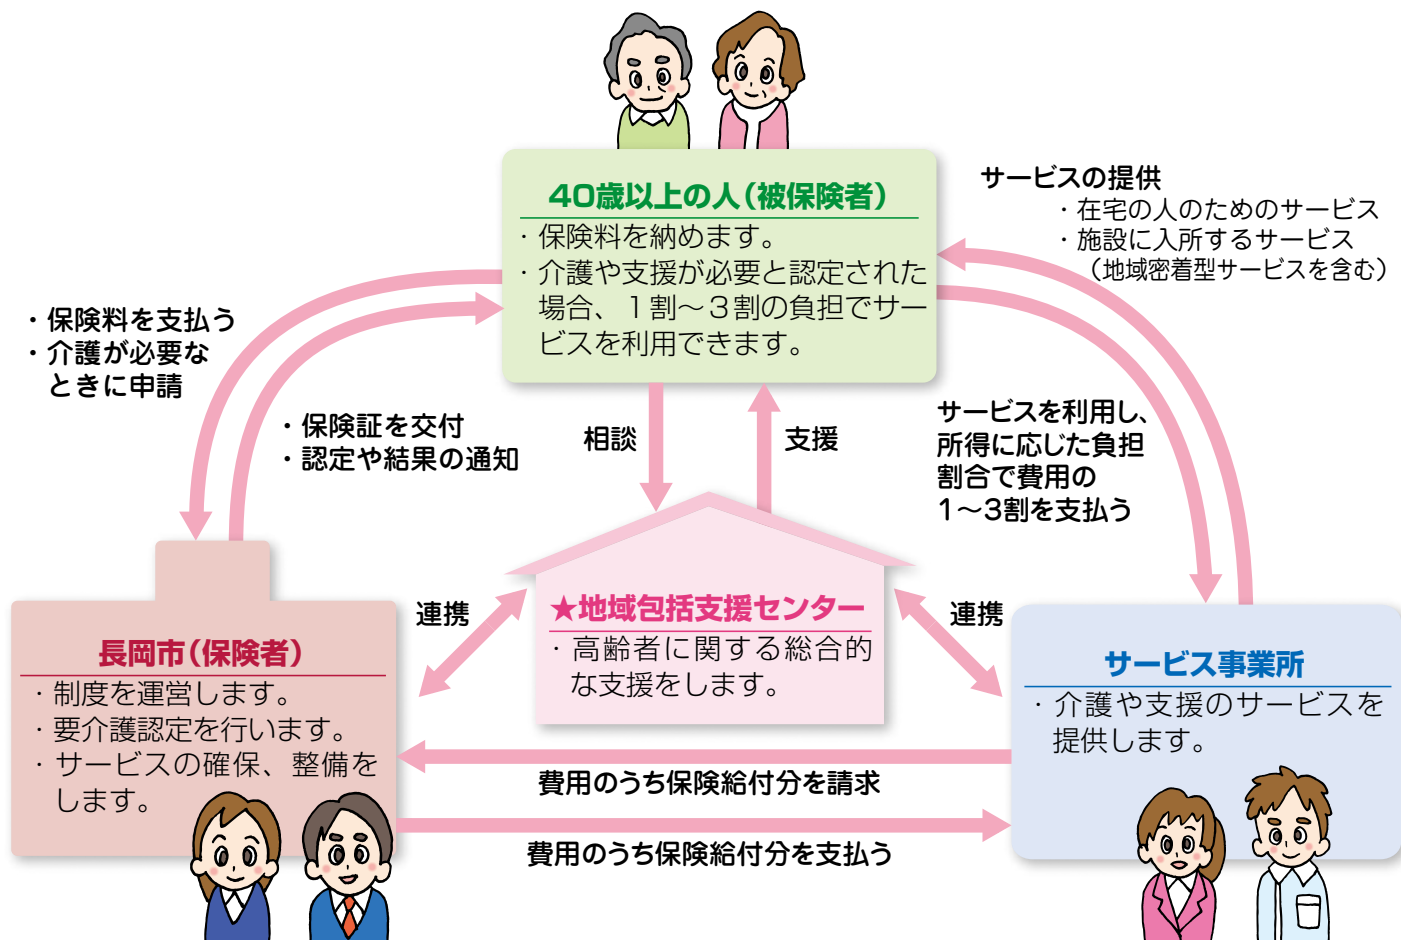 40歳以上の人（被保険者）
・保険料を納めます。
・介護や支援が必要と認定された
場合、１割～３割の負担でサー
ビスを利用できます。
サービスの提供
・在宅の人のためのサービス
・施設に入所するサービス
（地域密着型サービスを含む）
・保険料を支払う
・介護が必要な
ときに申請
・保険証を交付
・認定や結果の通知
相談
支援
サービスを利用し、
所得に応じた負担
割合で費用の
1～3割を支払う
連携
★地域包括支援センター
・高齢者に関する総合的
な支援をします。
連携
長岡市（保険者）
・制度を運営します。
・要介護認定を行います。
・サービスの確保、整備を
します。
サービス事業所
・介護や支援のサービスを
提供します。
費用のうち保険給付分を請求
費用のうち保険給付分を支払う